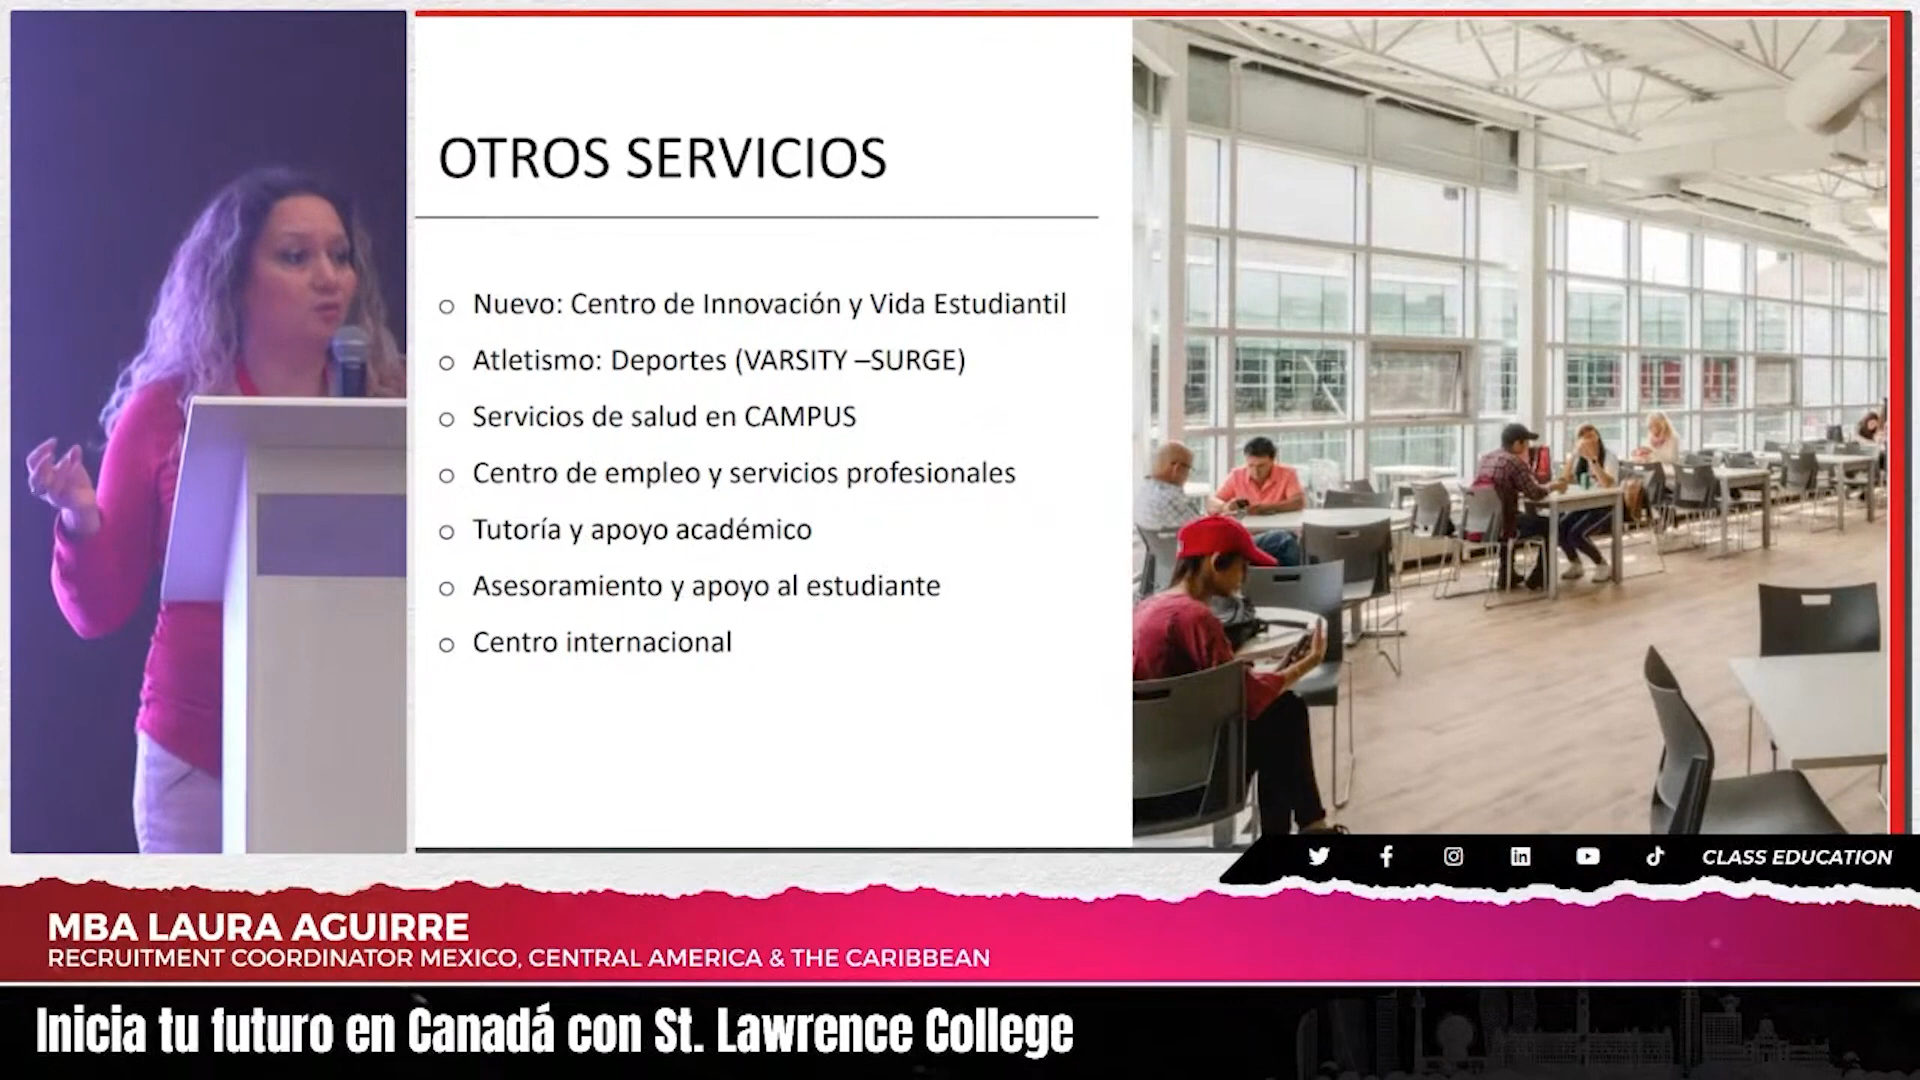 OTROS SERVICIOS
o Nuevo: Centro de Innovación y Vida Estudiantil
o Atletismo: Deportes (VARSITY –SURGE)
o Servicios de salud en CAMPUS
o Centro de empleo y servicios profesionales
o Tutoría y apoyo académico
o Asesoramiento y apoyo al estudiante
o Centro internacional
CLASS EDUCATION
MBA LAURA AGUIRRE
RECRUITMENT COORDINATOR MEXICO, CENTRAL AMERICA & THE CARIBBEAN
Inicia tu futuro en Canadá con St. Lawrence College